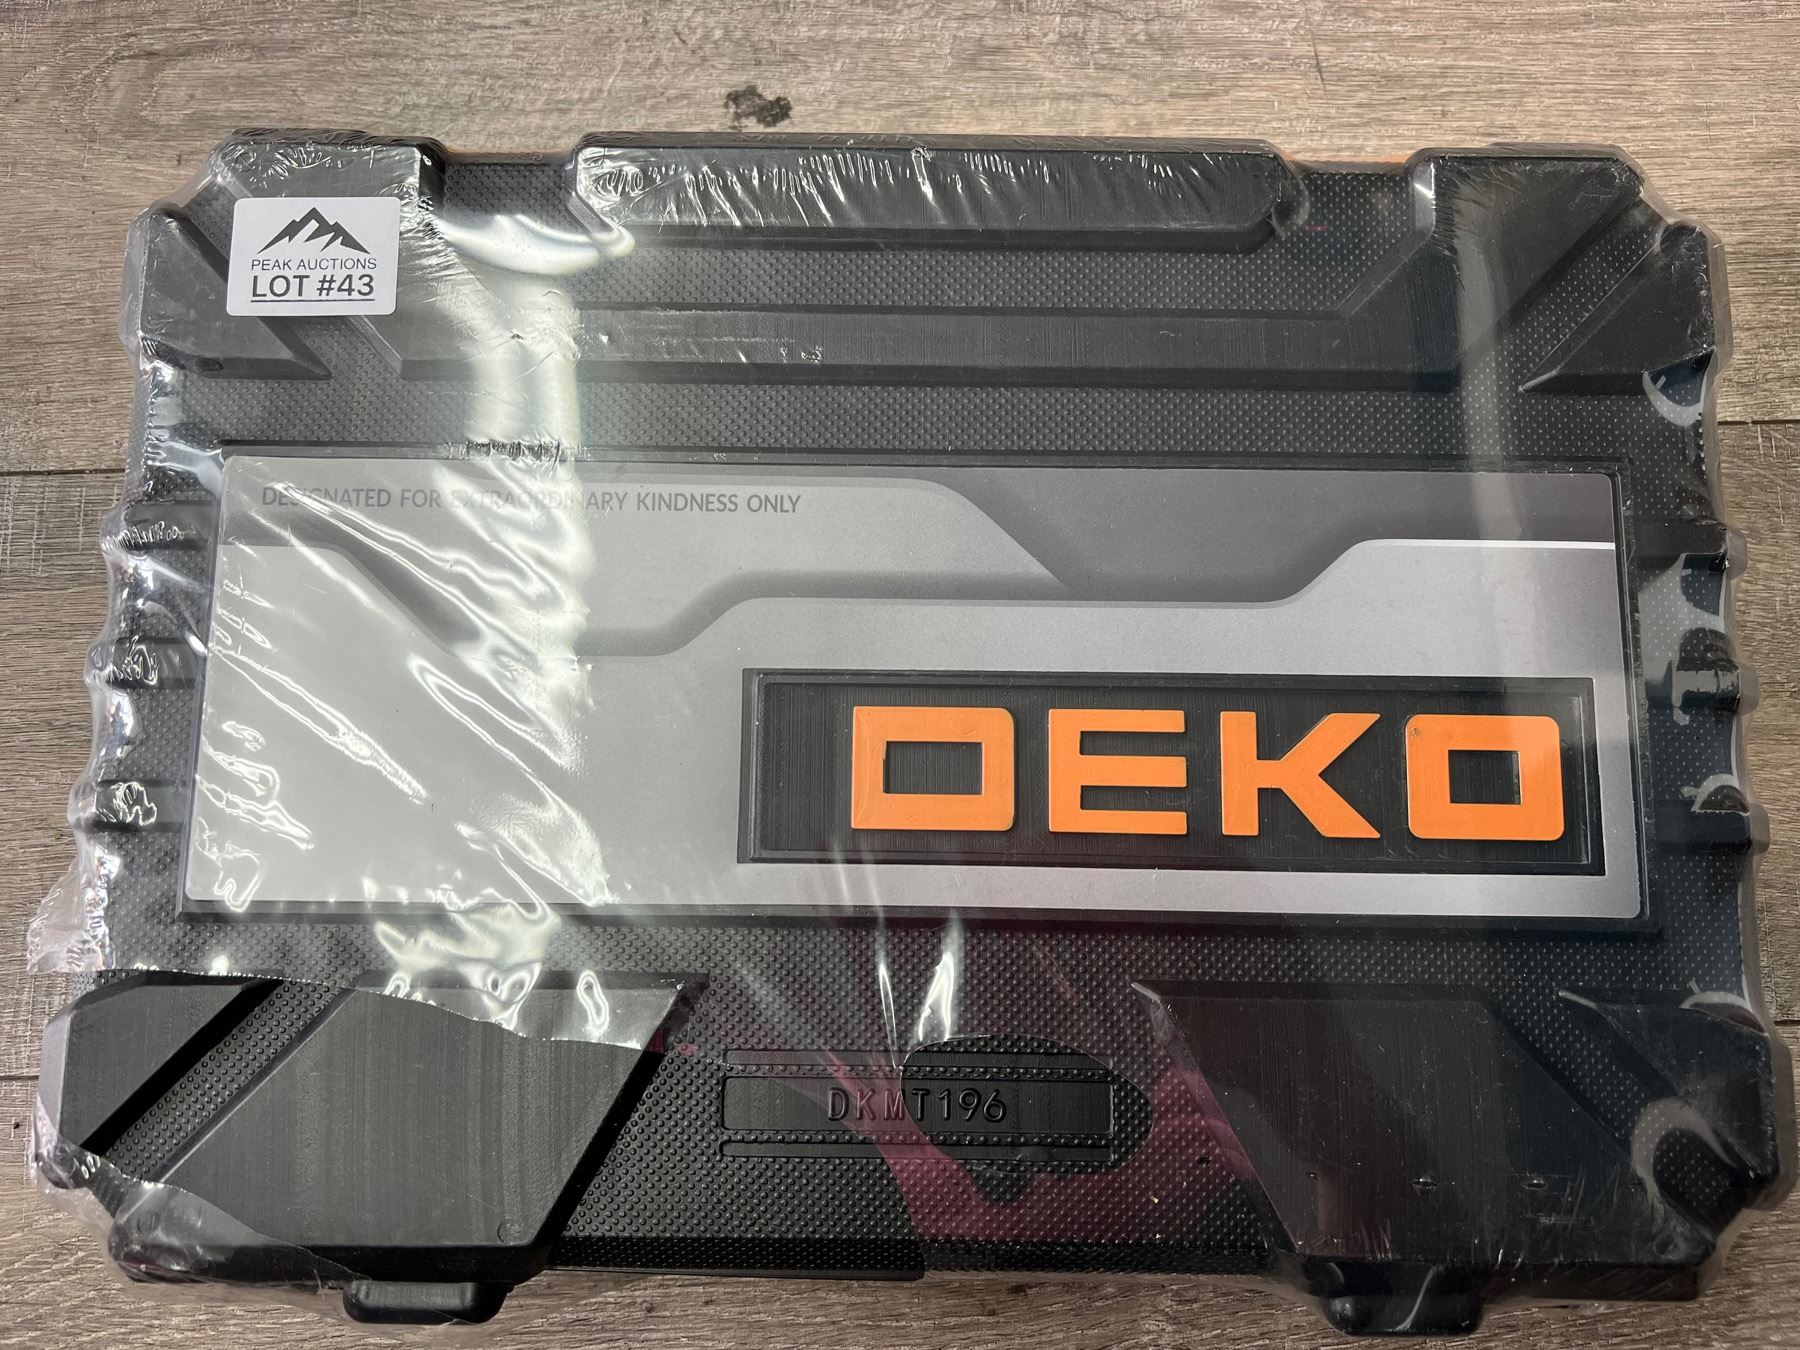 PEAK AUCTIONS
LOT #43
DESIGNATED FOR EXTRAORDINARY KINDNESS ONLY
DEKO
DKMT196